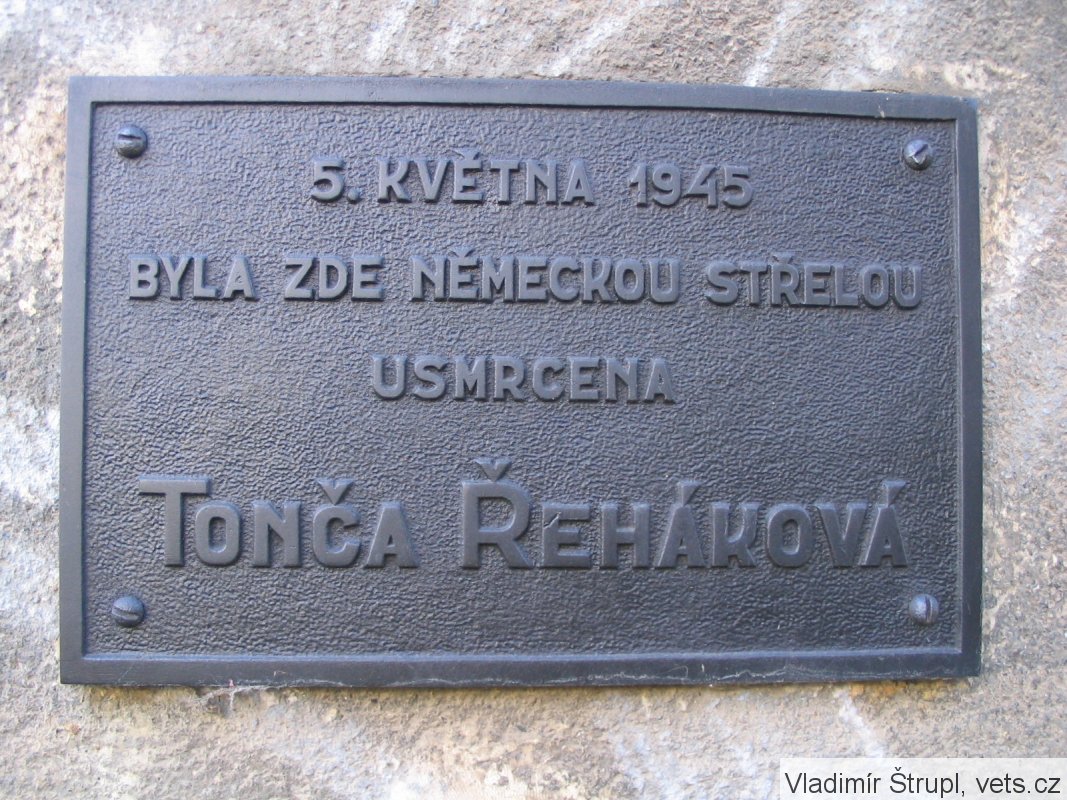 5. KVĚTNA 1945
BYLA ZDE NĚMECKOU STŘELOU
USMRCENA
TONČA ŘEHÁKOVÁ
Vladimír Štrupl, vets.cz